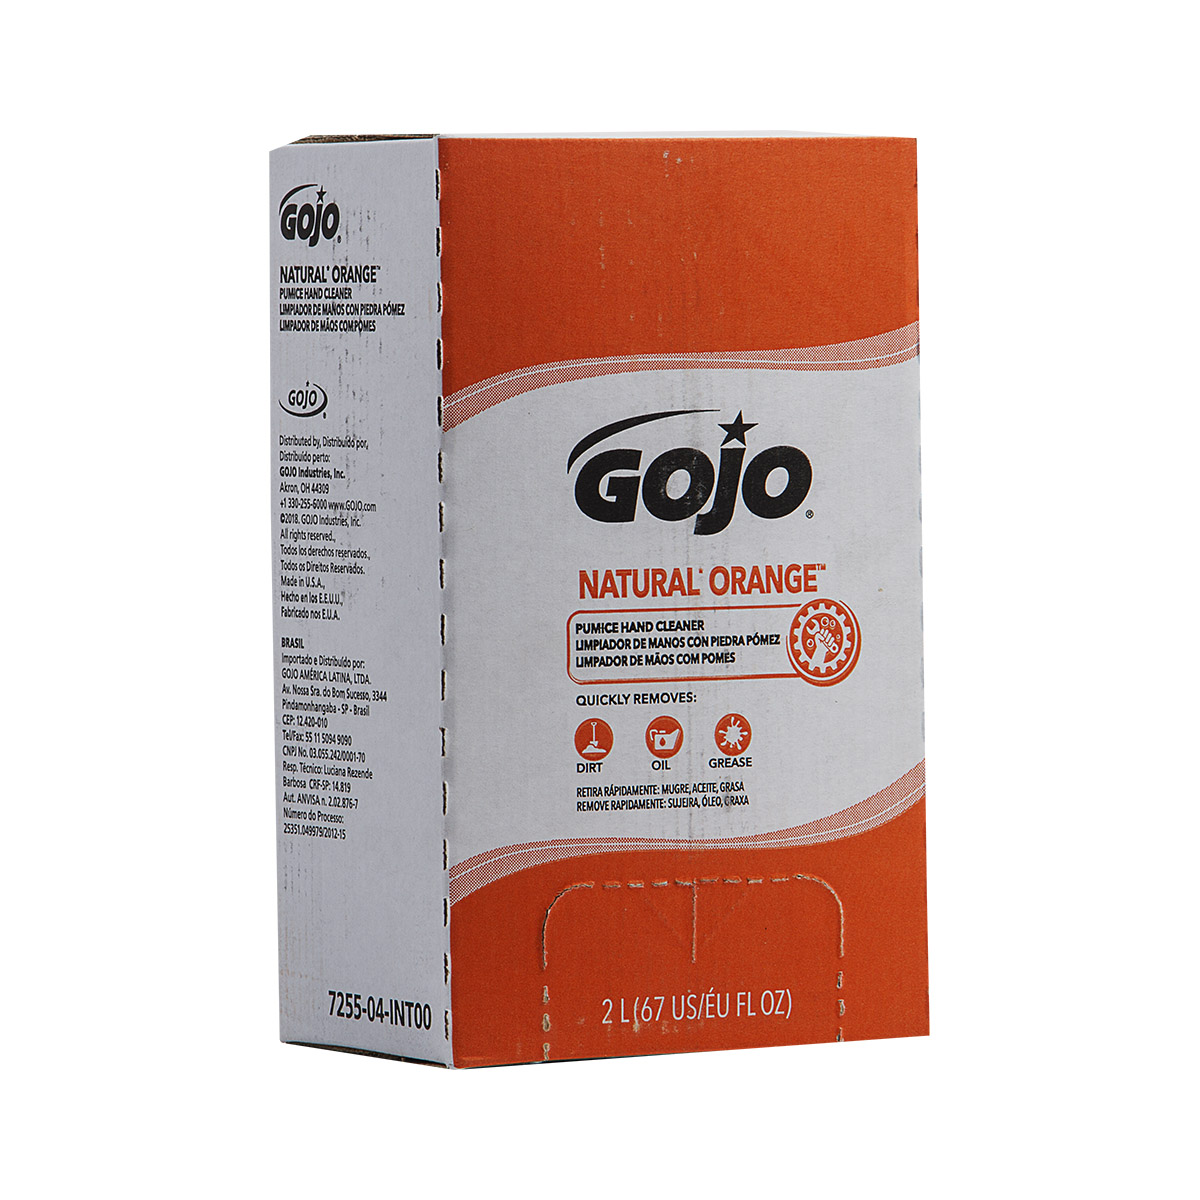 GOJO®
NATURAL* ORANGE™
PUMICE HAND CLEANER
LIMPIADOR DE MANOS CON PIEDRA PÓMEZ
LIMPADOR DE MÃOS COM POMES
GOJO®
Distributed by, Distribuido por,
Distribuído perto:
GOJO Industries, Inc.
Akron, OH 44309
+1 330-255-6000 www.GOJO.com
©2018. GOJO Industries, Inc.
All rights reserved.,
Todos los derechos reservados.,
Todos os Direitos Reservados.
Made in U.S.A.,
Hecho en los E.E.U.U.,
Fabricado nos E.U.A.
BRASIL
Importado e Distribuído por:
GOJO AMÉRICA LATINA, LTDA.
Av. Nossa Sra. do Bom Sucesso, 3344
Pindamonhangaba - SP - Brasil
CEP: 12.420-010
Tel/Fax: 55 11 5094 9090
CNPJ No. 03.055.242/0001-70
Resp. Técnico: Luciana Rezende
Barbosa CRF-SP: 14.819
Aut. ANVISA n. 2.02.876-7
Número do Processo:
25351.049979/2012-15
7255-04-INT00
GOJO®
NATURAL* ORANGE™
PUMICE HAND CLEANER
LIMPIADOR DE MANOS CON PIEDRA PÓMEZ
LIMPADOR DE MÃOS COM POMES
QUICKLY REMOVES:
DIRT OIL GREASE
RETIRA RÁPIDAMENTE: MUGRE, ACEITE, GRASA
REMOVE RAPIDAMENTE: SUJEIRA, ÓLEO, GRAXA
2 L (67 US/ÉU FL OZ)